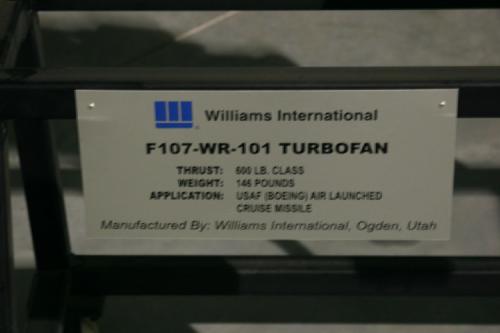 Williams International
F107-WR-101 TURBOFAN
THRUST: 600 LB. CLASS
WEIGHT: 146 POUNDS
APPLICATION: USAF (BOEING) AIR LAUNCHED
CRUISE MISSILE
Manufactured By: Williams International, Ogden, Utah